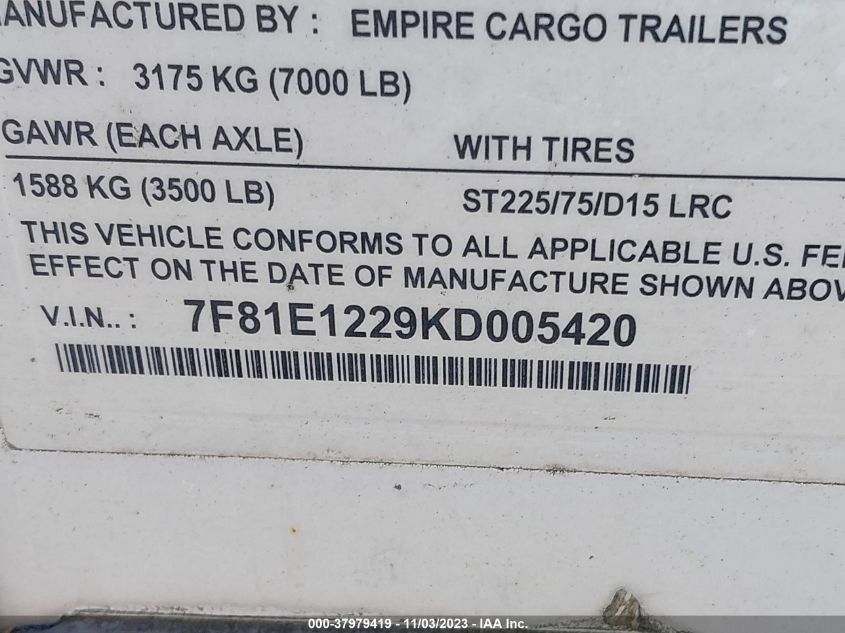 MANUFACTURED BY : EMPIRE CARGO TRAILERS
GVWR : 3175 KG (7000 LB)
GAWR (EACH AXLE) WITH TIRES
1588 KG (3500 LB) ST225/75/D15 LRC
THIS VEHICLE CONFORMS TO ALL APPLICABLE U.S. FE
EFFECT ON THE DATE OF MANUFACTURE SHOWN ABOV
V.I.N.. : 7F81E1229KD005420
000-37979419 - 11/03/2023 - IAA Inc.